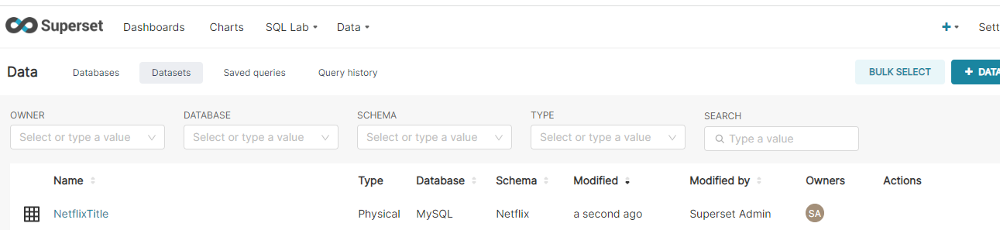 Superset Dashboards Charts SQL Lab Data Sett
Data Databases Datasets Saved queries Query history BULK SELECT + DATA
OWNER DATABASE SCHEMA TYPE SEARCH
Select or type a value Select or type a value Select or type a value Select or type a value Type a value
Name Type Database Schema Modified Modified by Owners Actions
NetflixTitle Physical MySQL Netflix a second ago Superset Admin SA